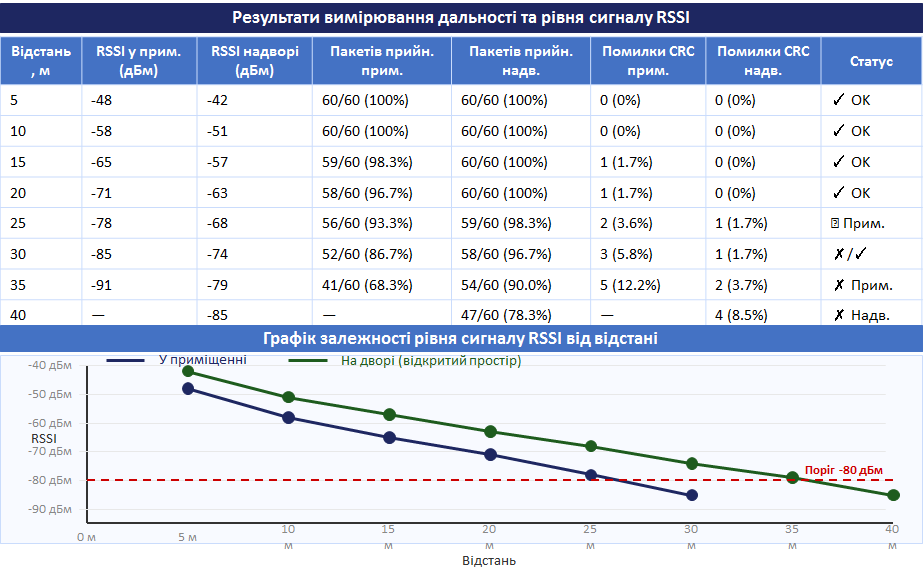 Результати вимірювання дальності та рівня сигналу RSSI
Відстань, м RSSI у прим. (дБм) RSSI надворі (дБм) Пакетів прийн. прим. Пакетів прийн. надв. Помилки CRC прим. Помилки CRC надв. Статус
5 -48 -42 60/60 (100%) 60/60 (100%) 0 (0%) 0 (0%) ✓ OK
10 -58 -51 60/60 (100%) 60/60 (100%) 0 (0%) 0 (0%) ✓ OK
15 -65 -57 59/60 (98.3%) 60/60 (100%) 1 (1.7%) 0 (0%) ✓ OK
20 -71 -63 58/60 (96.7%) 60/60 (100%) 1 (1.7%) 0 (0%) ✓ OK
25 -78 -68 56/60 (93.3%) 59/60 (98.3%) 2 (3.6%) 1 (1.7%) Прим.
30 -85 -74 52/60 (86.7%) 58/60 (96.7%) 3 (5.8%) 1 (1.7%) ✗/✓
35 -91 -79 41/60 (68.3%) 54/60 (90.0%) 5 (12.2%) 2 (3.7%) ✗ Прим.
40 — -85 — 47/60 (78.3%) — 4 (8.5%) ✗ Надв.
Графік залежності рівня сигналу RSSI від відстані
У приміщенні На дворі (відкритий простір)
-40 дБм
-50 дБм
-60 дБм
RSSI
-70 дБм
Поріг -80 дБм
-80 дБм
-90 дБм
0 м 5 м 10 м 15 м 20 м 25 м 30 м 35 м 40 м
Відстань